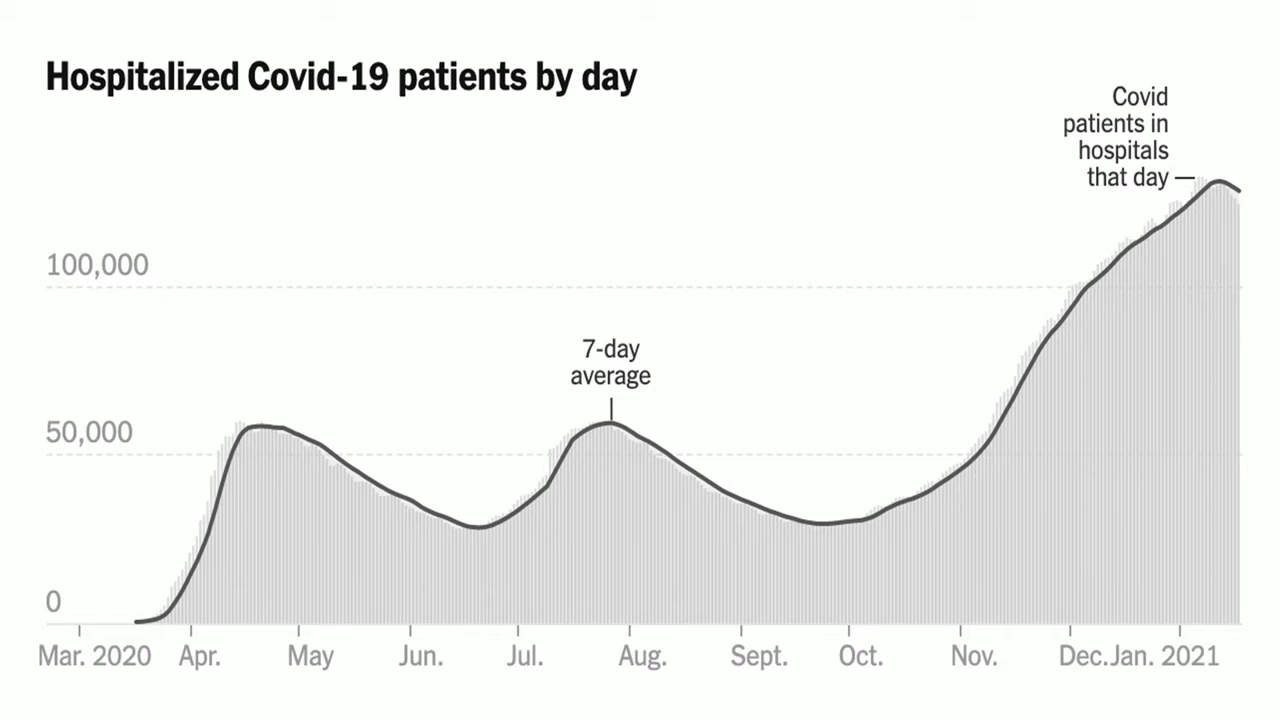 Hospitalized Covid-19 patients by day
Covid
patients in
hospitals
that day
100,000
7-day
average
50,000
0
Mar. 2020 Apr. May Jun. Jul. Aug. Sept. Oct. Nov. Dec. Jan. 2021